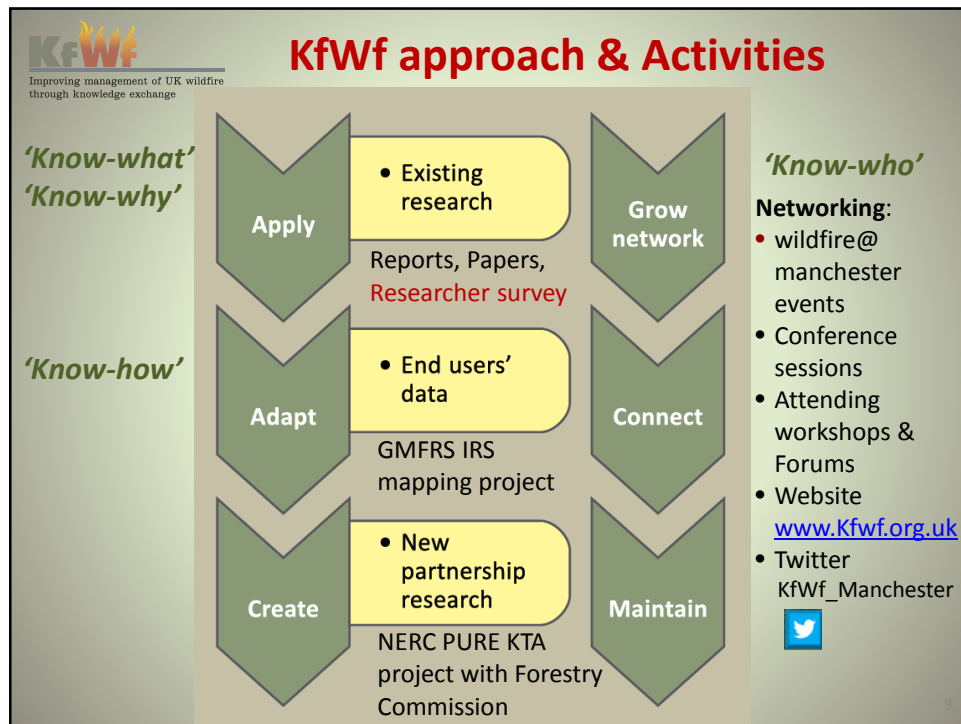 KfWf
Improving management of UK wildfire
through knowledge exchange
KfWf approach & Activities
‘Know-what’
‘Know-why’
‘Know-how’
Apply
• Existing
research
Reports, Papers,
Researcher survey
Adapt
• End users’
data
GMFRS IRS
mapping project
Create
• New
partnership
research
NERC PURE KTA
project with Forestry
Commission
Grow
network
Connect
Maintain
‘Know-who’
Networking:
• wildfire@
manchester
events
• Conference
sessions
• Attending
workshops &
Forums
• Website
www.Kfwf.org.uk
• Twitter
KfWf_Manchester
9